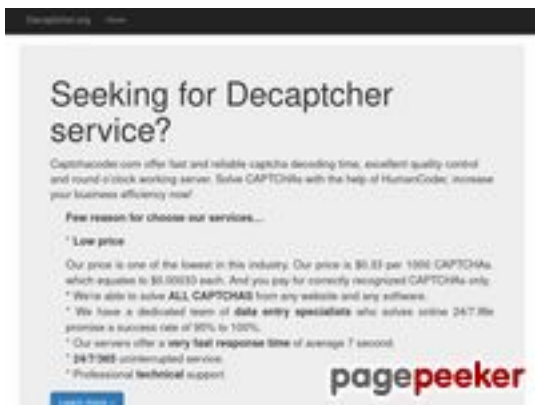 Decaptcher.org Home
Seeking for Decaptcher
service?
Captchacoder.com offer fast and reliable captcha decoding time, excellent quality control
and round o'clock working server. Solve CAPTCHAs with the help of HumanCoder, increase
your business efficiency now!
Few reason for choose our services...
* Low price
Our price is one of the lowest in this industry. Our price is $0.33 per 1000 CAPTCHAs,
which equates to $0.00033 each. And you pay for correctly recognized CAPTCHAs only.
* We're able to solve ALL CAPTCHAS from any website and any software.
* We have a dedicated team of data entry specialists who solves online 24/7.We
promise a success rate of 95% to 100%.
* Our servers offer a very fast response time of average 7 second.
* 24/7/365 uninterrupted service.
* Professional technical support
Learn more »
pagepeeker